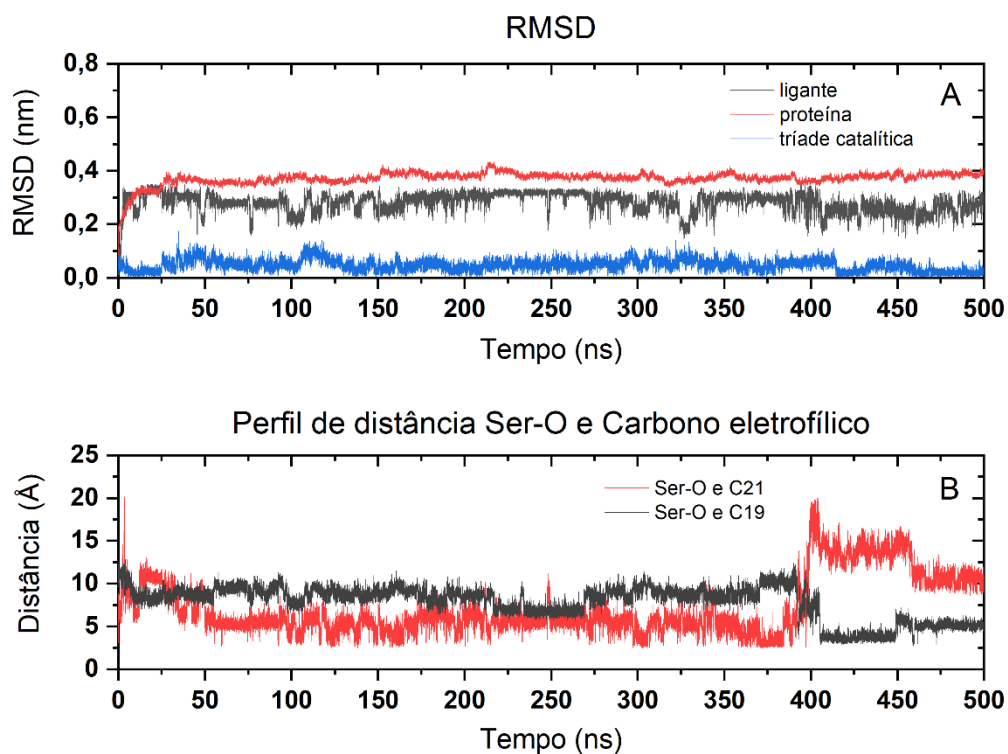 RMSD
A
ligante
proteína
tríade catalítica
RMSD (nm)
0,8
0,6
0,4
0,2
0,0
0 50 100 150 200 250 300 350 400 450 500
Tempo (ns)
Perfil de distância Ser-O e Carbono eletrofílico
B
Ser-O e C21
Ser-O e C19
Distância (Å)
25
20
15
10
5
0
0 50 100 150 200 250 300 350 400 450 500
Tempo (ns)